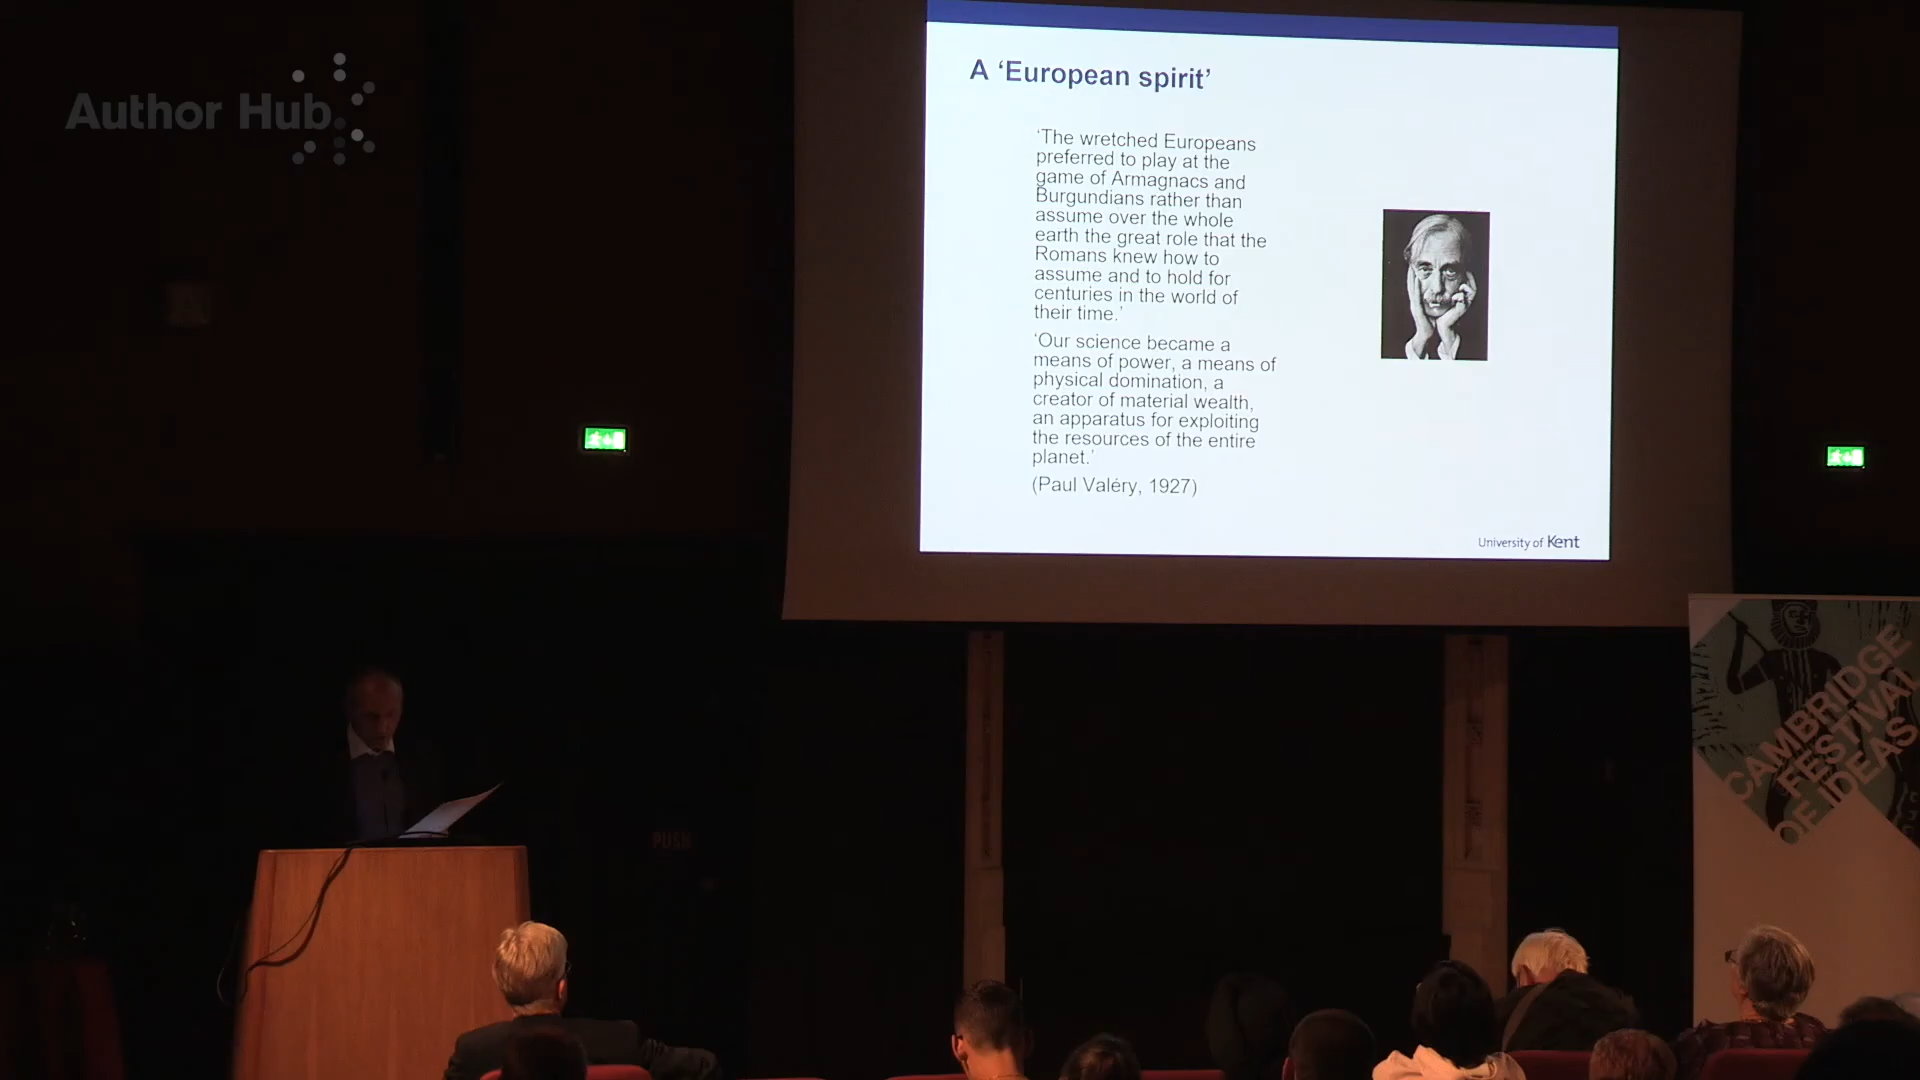 Author Hub
A ‘European spirit’
‘The wretched Europeans
preferred to play at the
game of Armagnacs and
Burgundians rather than
assume over the whole
earth the great role that the
Romans knew how to
assume and to hold for
centuries in the world of
their time.’
‘Our science became a
means of power, a means of
physical domination, a
creator of material wealth,
an apparatus for exploiting
the resources of the entire
planet.’
(Paul Valéry, 1927)
University of Kent
PUSH
CAMBRIDGE
FESTIVAL
OF IDEAS